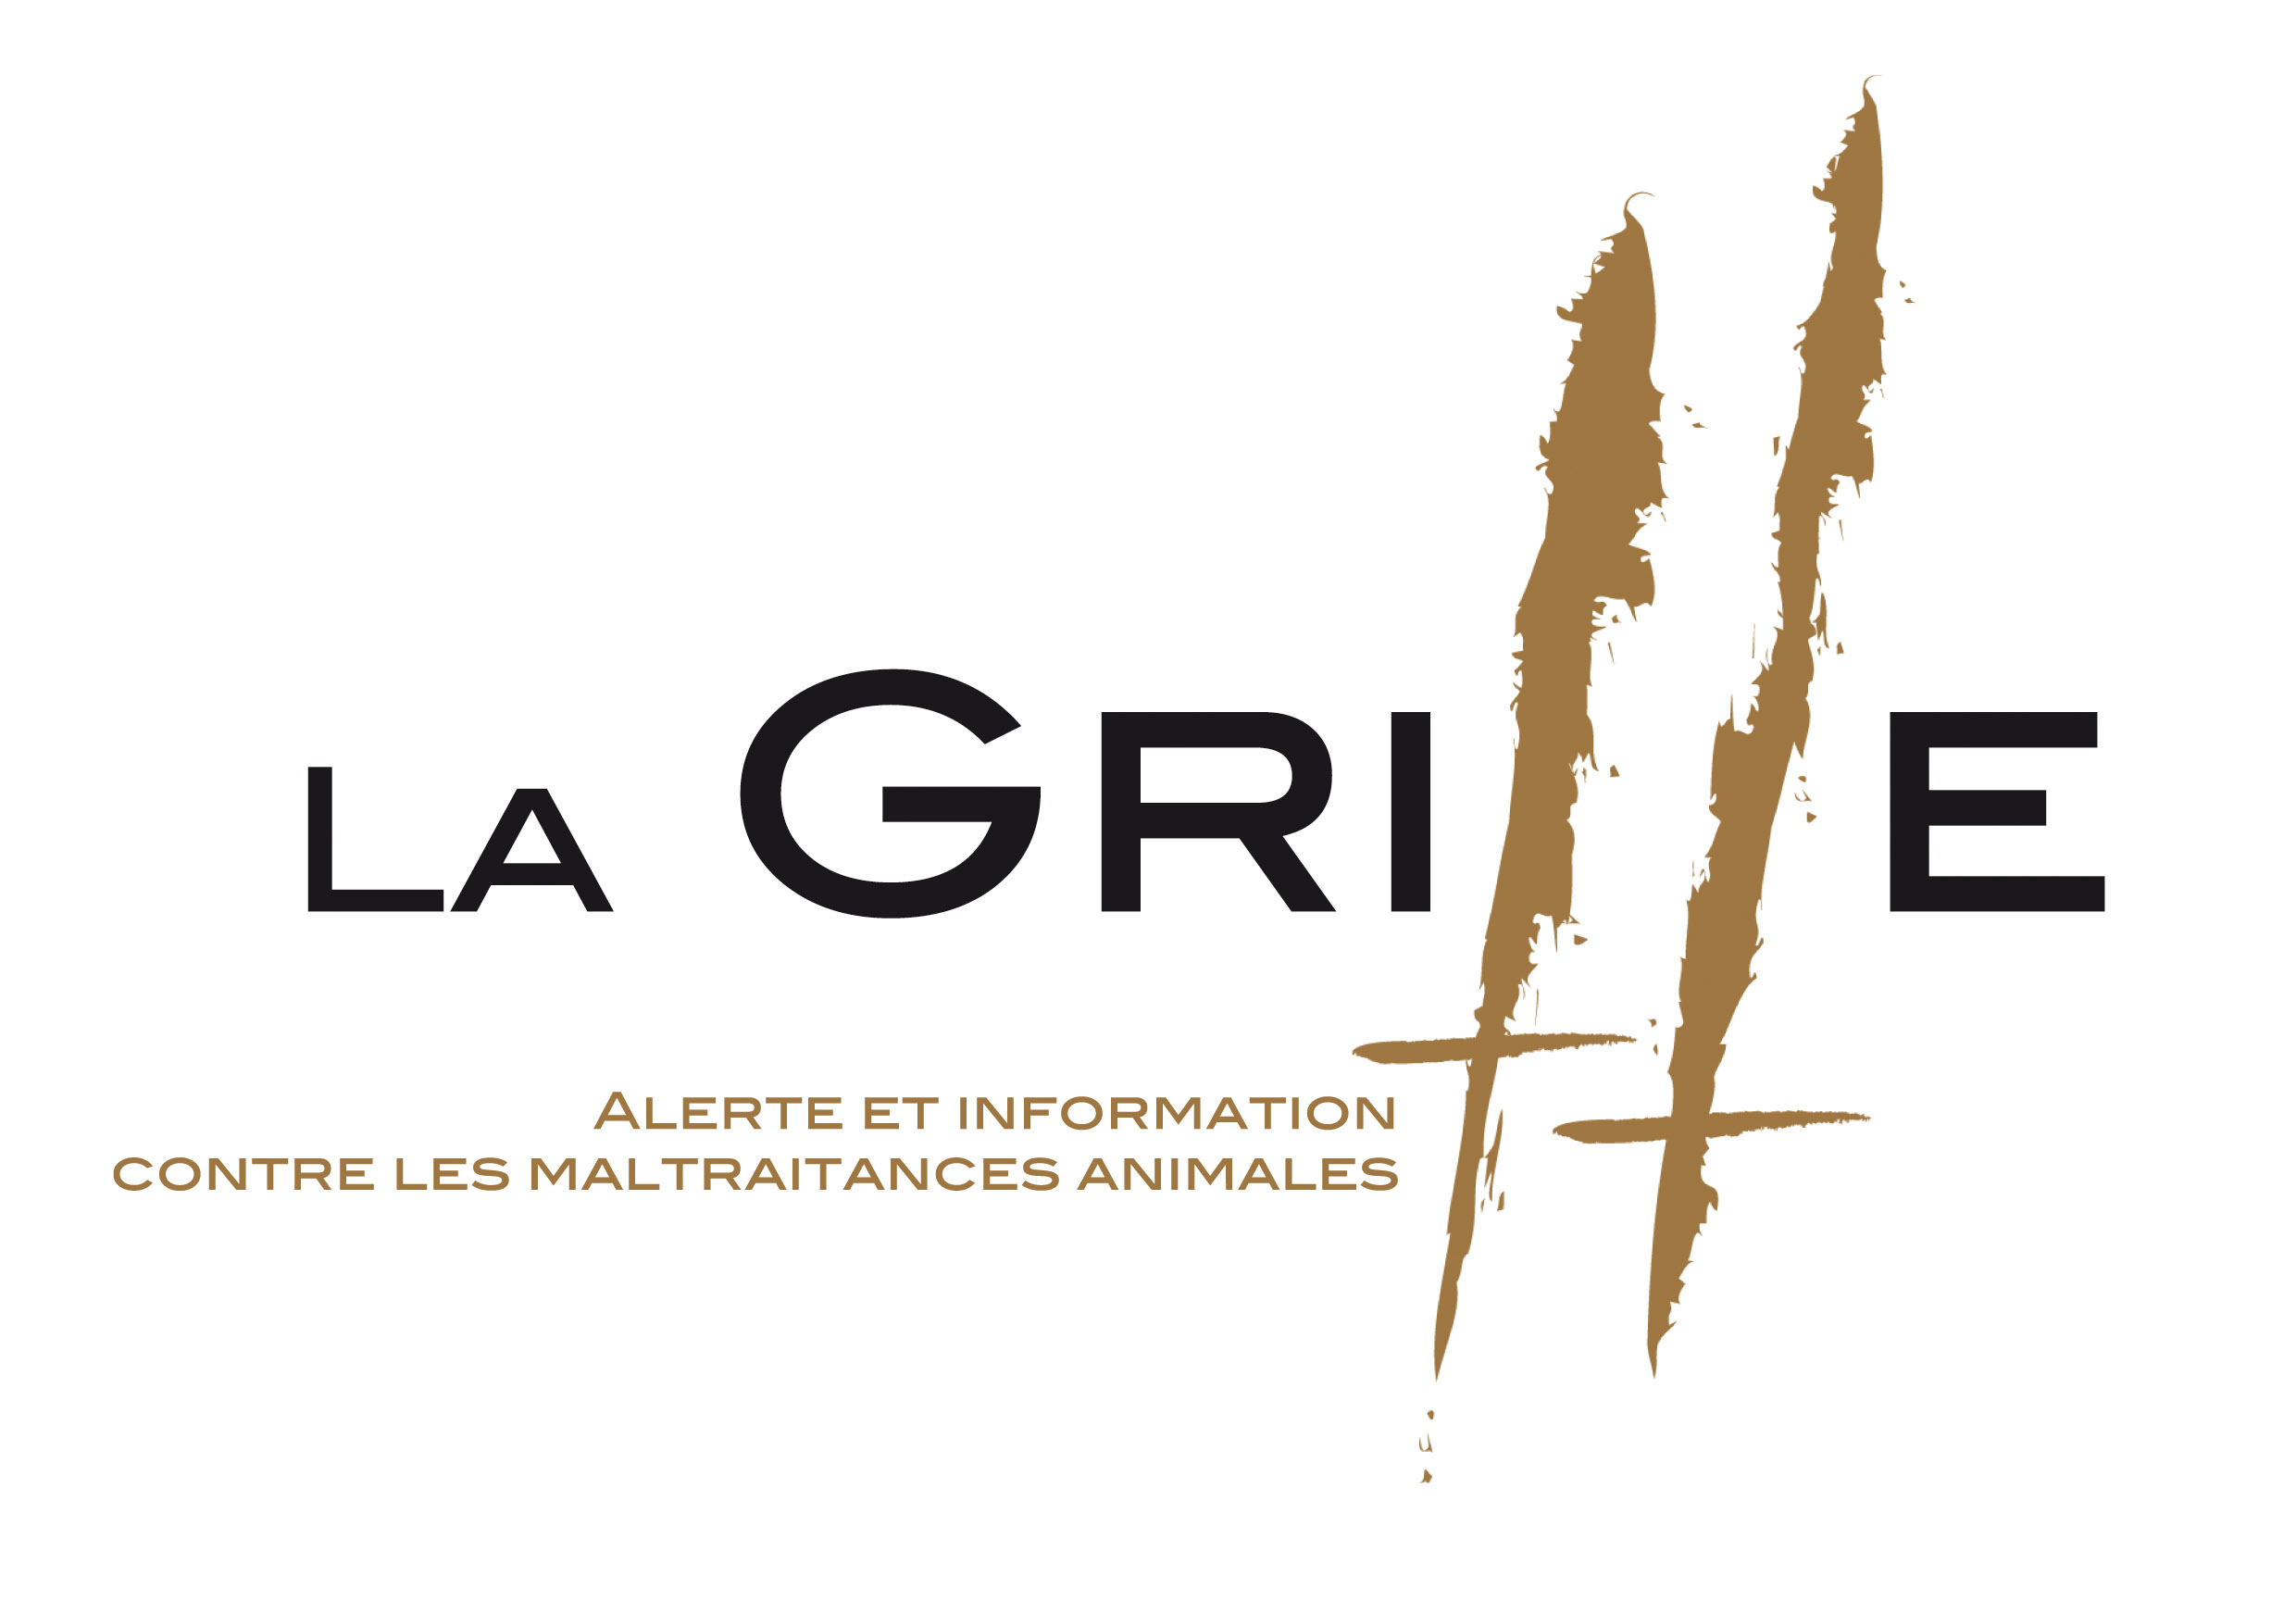 LA GRIffE
ALERTE ET INFORMATION
CONTRE LES MALTRAITANCES ANIMALES